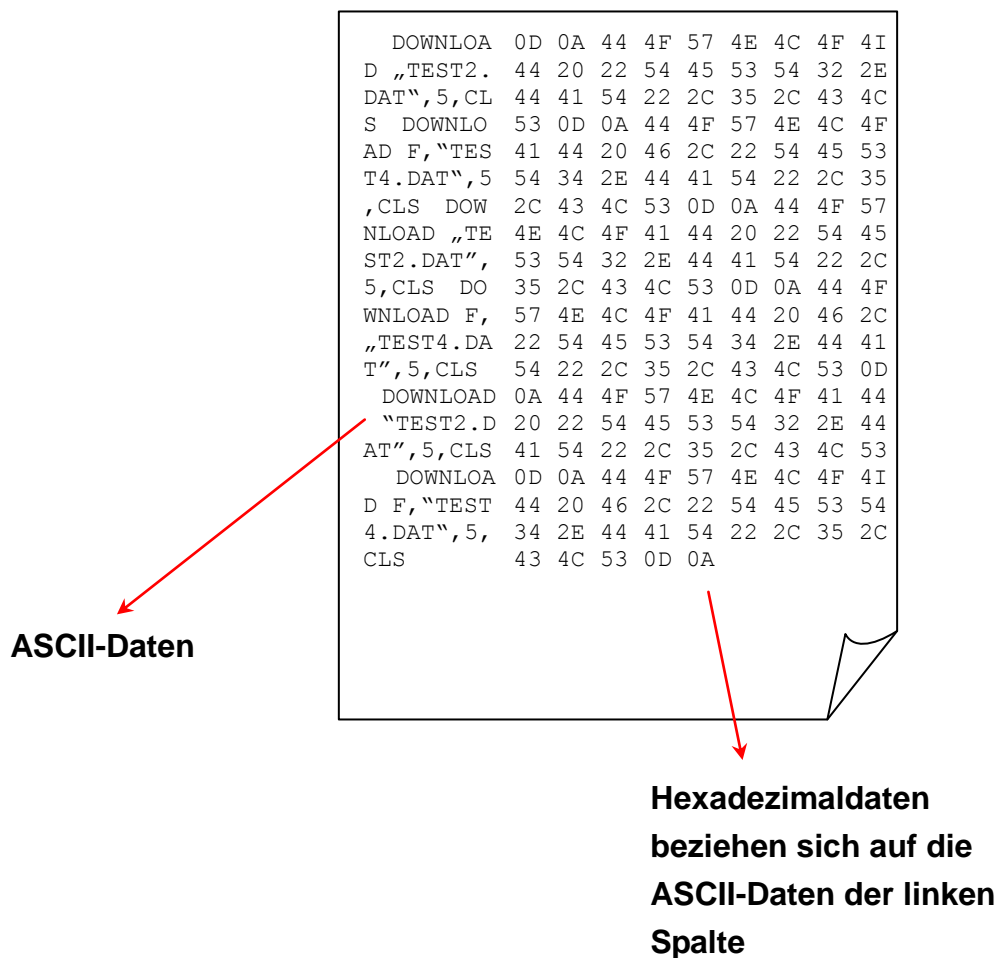 DOWNLOA 0D 0A 44 4F 57 4E 4C 4F 4I
D „TEST2. 44 20 22 54 45 53 54 32 2E
DAT‟,5,CL 44 41 54 22 2C 35 2C 43 4C
S DOWNLO 53 0D 0A 44 4F 57 4E 4C 4F
AD F,“TES 41 44 20 46 2C 22 54 45 53
T4.DAT‟,5 54 34 2E 44 41 54 22 2C 35
,CLS DOW 2C 43 4C 53 0D 0A 44 4F 57
NLOAD „TE 4E 4C 4F 41 44 20 22 54 45
ST2.DAT”, 53 54 32 2E 44 41 54 22 2C
5,CLS DO 35 2C 43 4C 53 0D 0A 44 4F
WNLOAD F, 57 4E 4C 4F 41 44 20 46 2C
„TEST4.DA 22 54 45 53 54 34 2E 44 41
T”,5,CLS 54 22 2C 35 2C 43 4C 53 0D
DOWNLOAD 0A 44 4F 57 4E 4C 4F 41 44
“TEST2.D 20 22 54 45 53 54 32 2E 44
AT”,5,CLS 41 54 22 2C 35 2C 43 4C 53
DOWNLOA 0D 0A 44 4F 57 4E 4C 4F 4I
D F,“TEST 44 20 46 2C 22 54 45 53 54
4.DAT‟,5, 34 2E 44 41 54 22 2C 35 2C
CLS 43 4C 53 0D 0A
ASCII-Daten
Hexadezimaldaten
beziehen sich auf die
ASCII-Daten der linken
Spalte